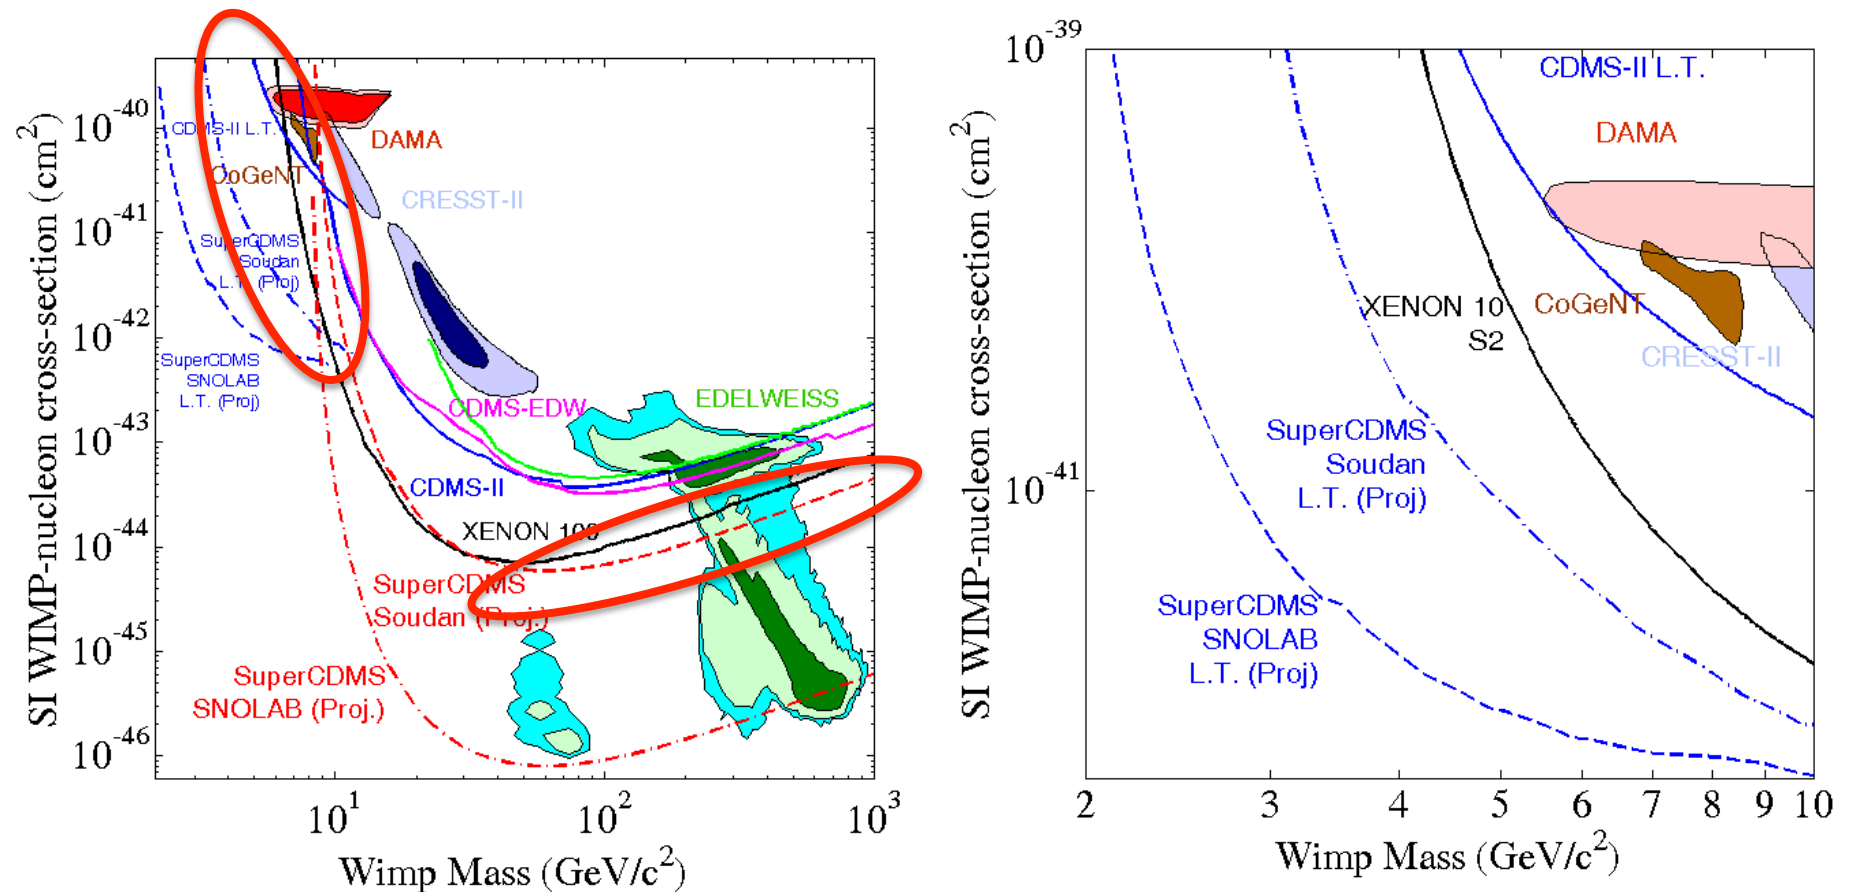 SI WIMP-nucleon cross-section (cm²)
10⁻⁴⁰
10⁻⁴¹
10⁻⁴²
10⁻⁴³
10⁻⁴⁴
10⁻⁴⁵
10⁻⁴⁶
CDMS-II L.T.
DAMA
CoGeNT
CRESST-II
SuperCDMS
Soudan
L.T. (Proj)
SuperCDMS
SNOLAB
L.T. (Proj)
CDMS-EDW
EDELWEISS
CDMS-II
XENON 100
SuperCDMS
Soudan (Proj.)
SuperCDMS
SNOLAB (Proj.)
10¹ 10² 10³
Wimp Mass (GeV/c²)
SI WIMP-nucleon cross-section (cm²)
10⁻³⁹
10⁻⁴¹
CDMS-II L.T.
DAMA
XENON 10
S2
CoGeNT
CRESST-II
SuperCDMS
Soudan
L.T. (Proj)
SuperCDMS
SNOLAB
L.T. (Proj)
2 3 4 5 6 7 8 9 10
Wimp Mass (GeV/c²)